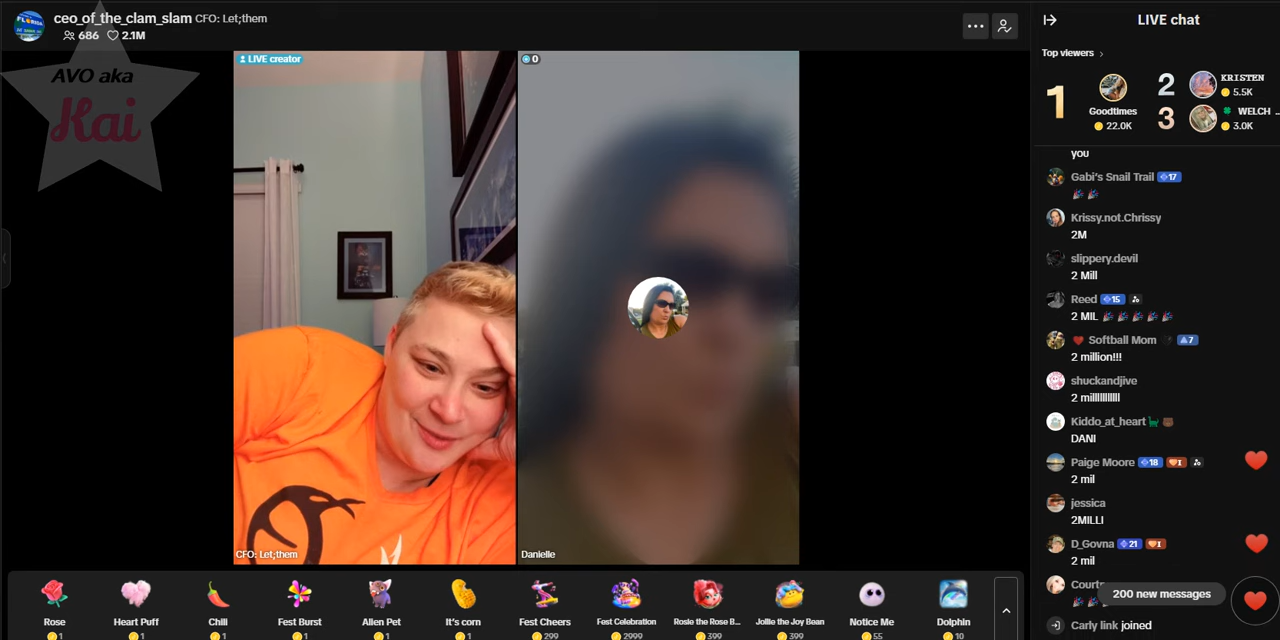 ceo_of_the_clam_slam CFO: Let;them
686 2.1M
AVO aka
Kai
LIVE creator
0
CFO: Let;them
Danielle
Rose
1
Heart Puff
1
Chili
1
Fest Burst
1
Alien Pet
1
It's corn
1
Fest Cheers
299
Fest Celebration
2999
Rosie the Rose B...
399
Jollie the Joy Bean
399
Notice Me
55
Dolphin
10
LIVE chat
Top viewers
1
Goodtimes
22.0K
2
KRISTEN
5.5K
3
WELCH ...
3.0K
you
Gabi's Snail Trail 17
Krissy.not.Chrissy
2M
slippery.devil
2 Mill
Reed 15
2 MIL
Softball Mom 7
2 million!!!
shuckandjive
2 millllllllllll
Kiddo_at_heart
DANI
Paige Moore 18 I
2 mil
jessica
2MILLI
D_Govna 21 I
2 mil
200 new messages
Carly link joined